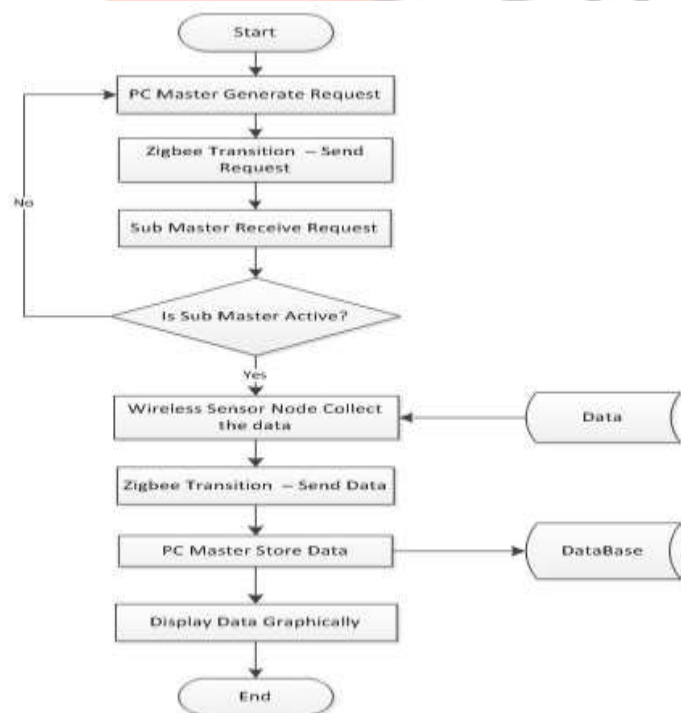 Start
PC Master Generate Request
Zigbee Transition – Send
Request
No
Sub Master Receive Request
Is Sub Master Active?
Yes
Wireless Sensor Node Collect
the data
Data
Zigbee Transition – Send Data
PC Master Store Data
DataBase
Display Data Graphically
End